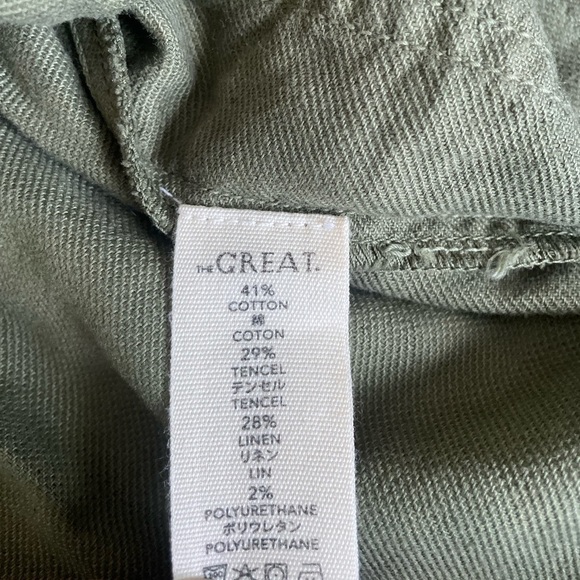 THE GREAT.
41%
COTTON
綿
COTON
29%
TENCEL
テンセル
TENCEL
28%
LINEN
リネン
LIN
2%
POLYURETHANE
ポリウレタン
POLYURETHANE